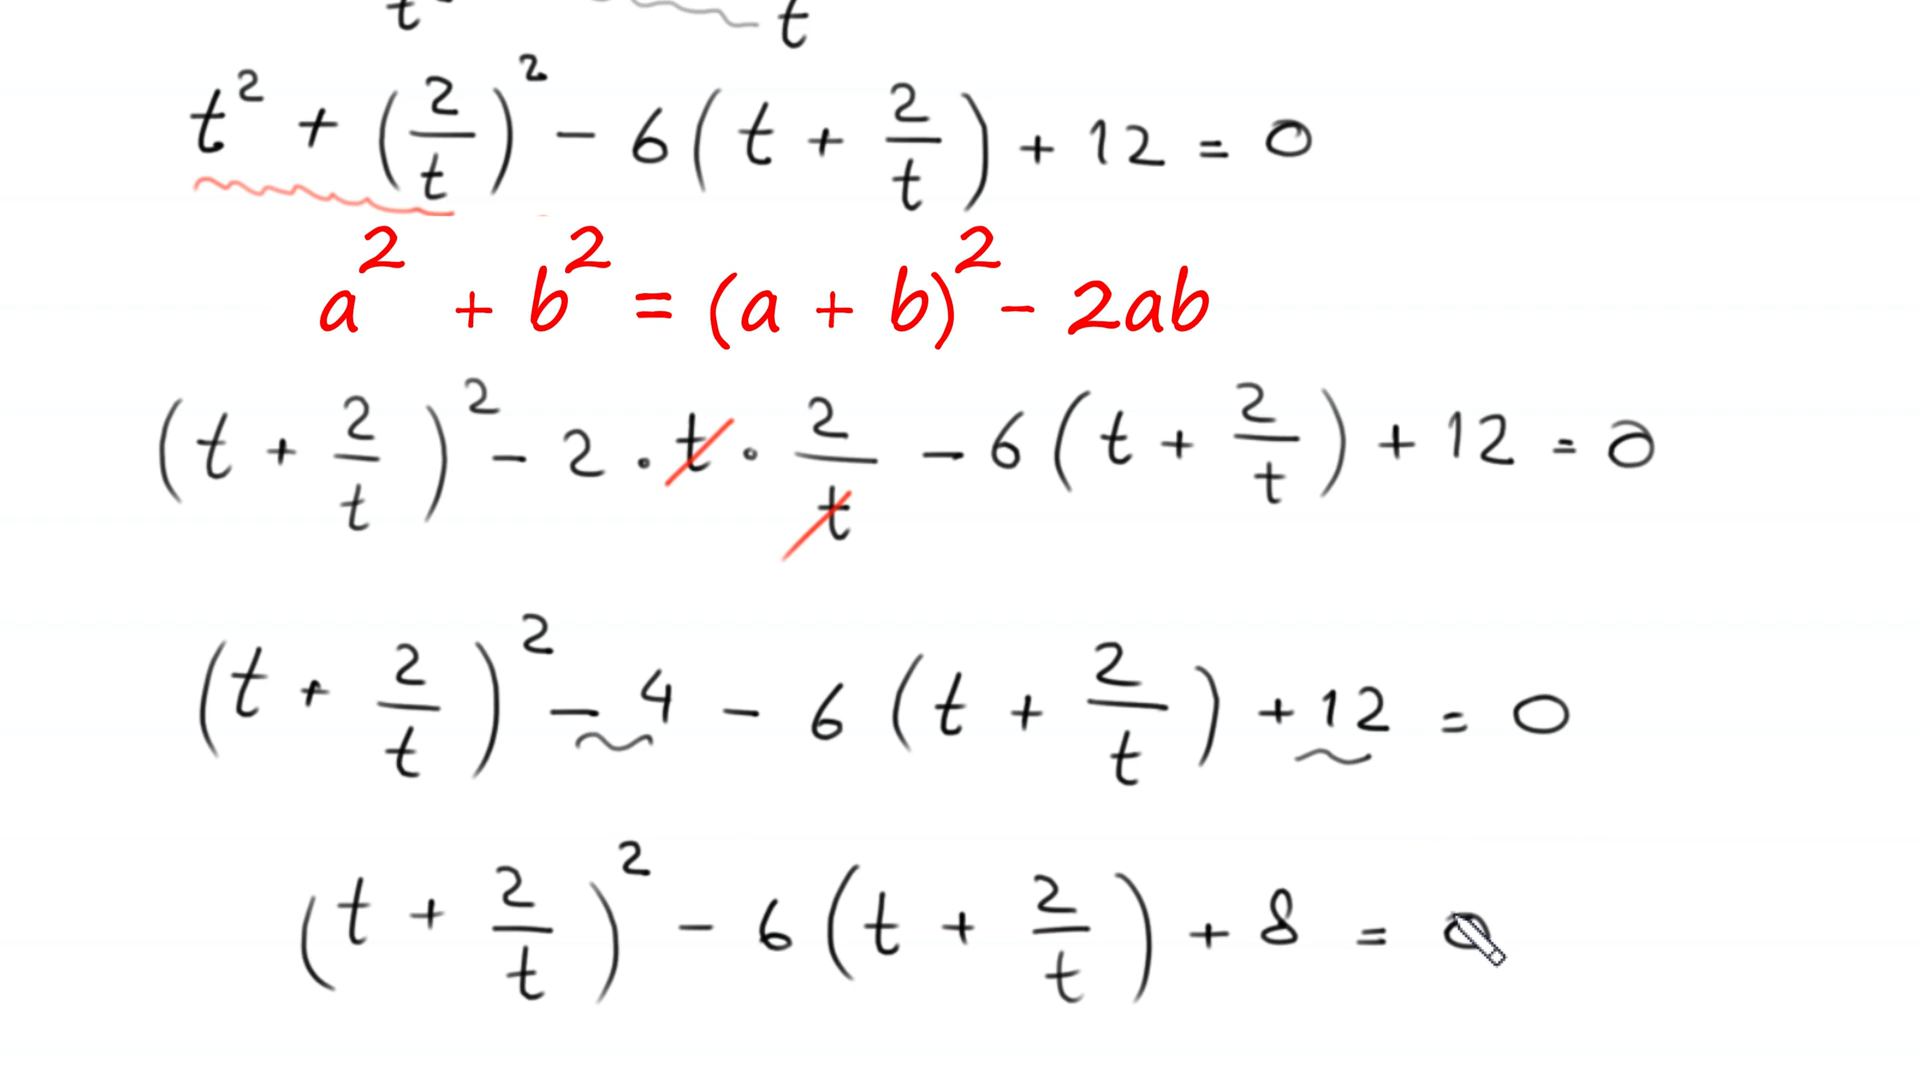 t t
t² + (2/t)² - 6(t + 2/t) + 12 = 0
a² + b² = (a + b)² - 2ab
(t + 2/t)² - 2 · t · 2/t - 6(t + 2/t) + 12 = 0
(t + 2/t)² - 4 - 6(t + 2/t) + 12 = 0
(t + 2/t)² - 6(t + 2/t) + 8 = 0